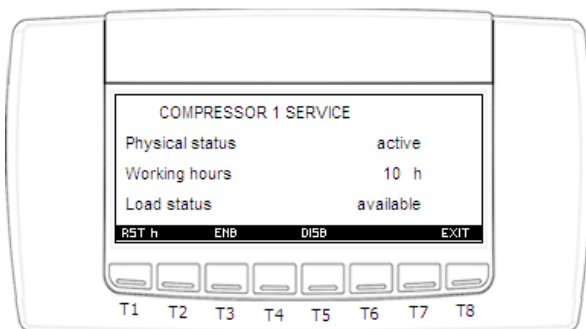 COMPRESSOR 1 SERVICE
Physical status active
Working hours 10 h
Load status available
RST h ENB DISB EXIT
T1 T2 T3 T4 T5 T6 T7 T8